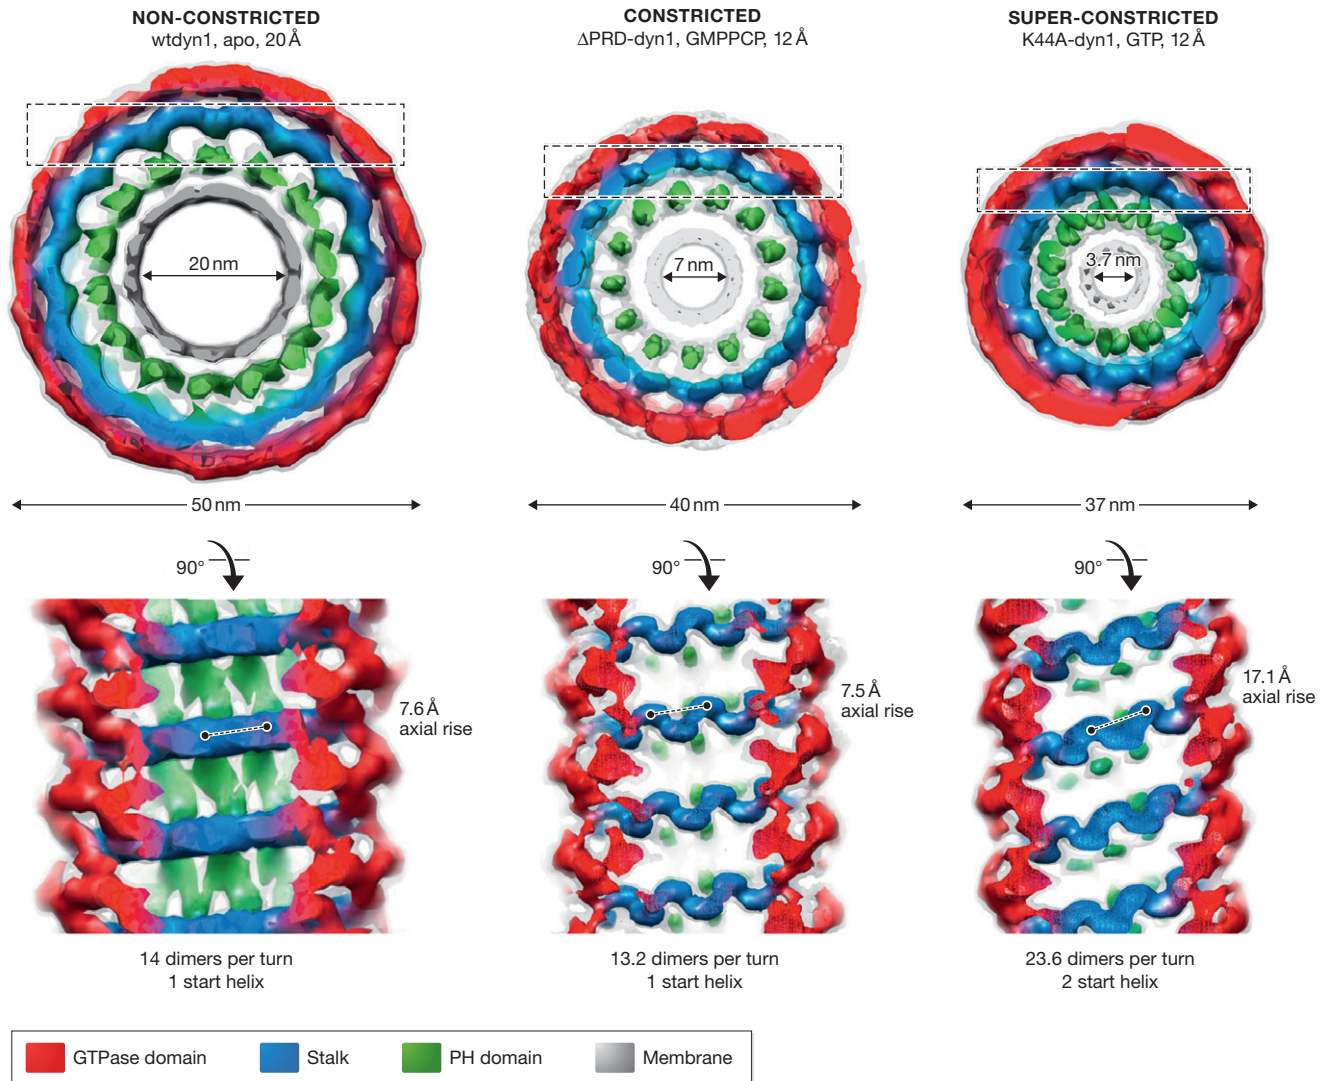 NON-CONSTRICTED
wtdyn1, apo, 20 Å
CONSTRICTED
ΔPRD-dyn1, GMPPCP, 12 Å
SUPER-CONSTRICTED
K44A-dyn1, GTP, 12 Å
20 nm
7 nm
3.7 nm
50 nm
40 nm
37 nm
90°
90°
90°
7.6 Å
axial rise
7.5 Å
axial rise
17.1 Å
axial rise
14 dimers per turn
1 start helix
13.2 dimers per turn
1 start helix
23.6 dimers per turn
2 start helix
GTPase domain
Stalk
PH domain
Membrane